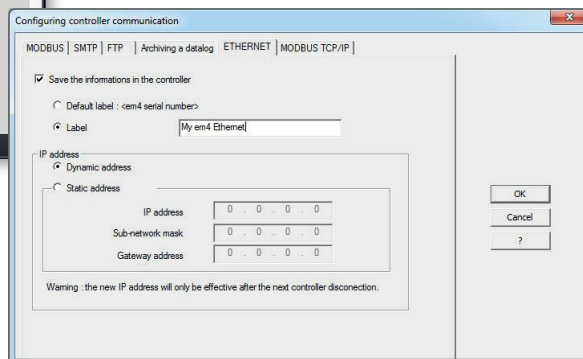 Configuring controller communication
X
MODBUS SMTP FTP Archiving a datalog ETHERNET MODBUS TCP/IP
Save the informations in the controller
Default label : <em4 serial number>
Label My em4 Ethernet
IP address
Dynamic address
Static address
IP address 0 . 0 . 0 . 0
Sub-network mask 0 . 0 . 0 . 0
Gateway address 0 . 0 . 0 . 0
Warning : the new IP address will only be effective after the next controller disconection.
OK
Cancel
?